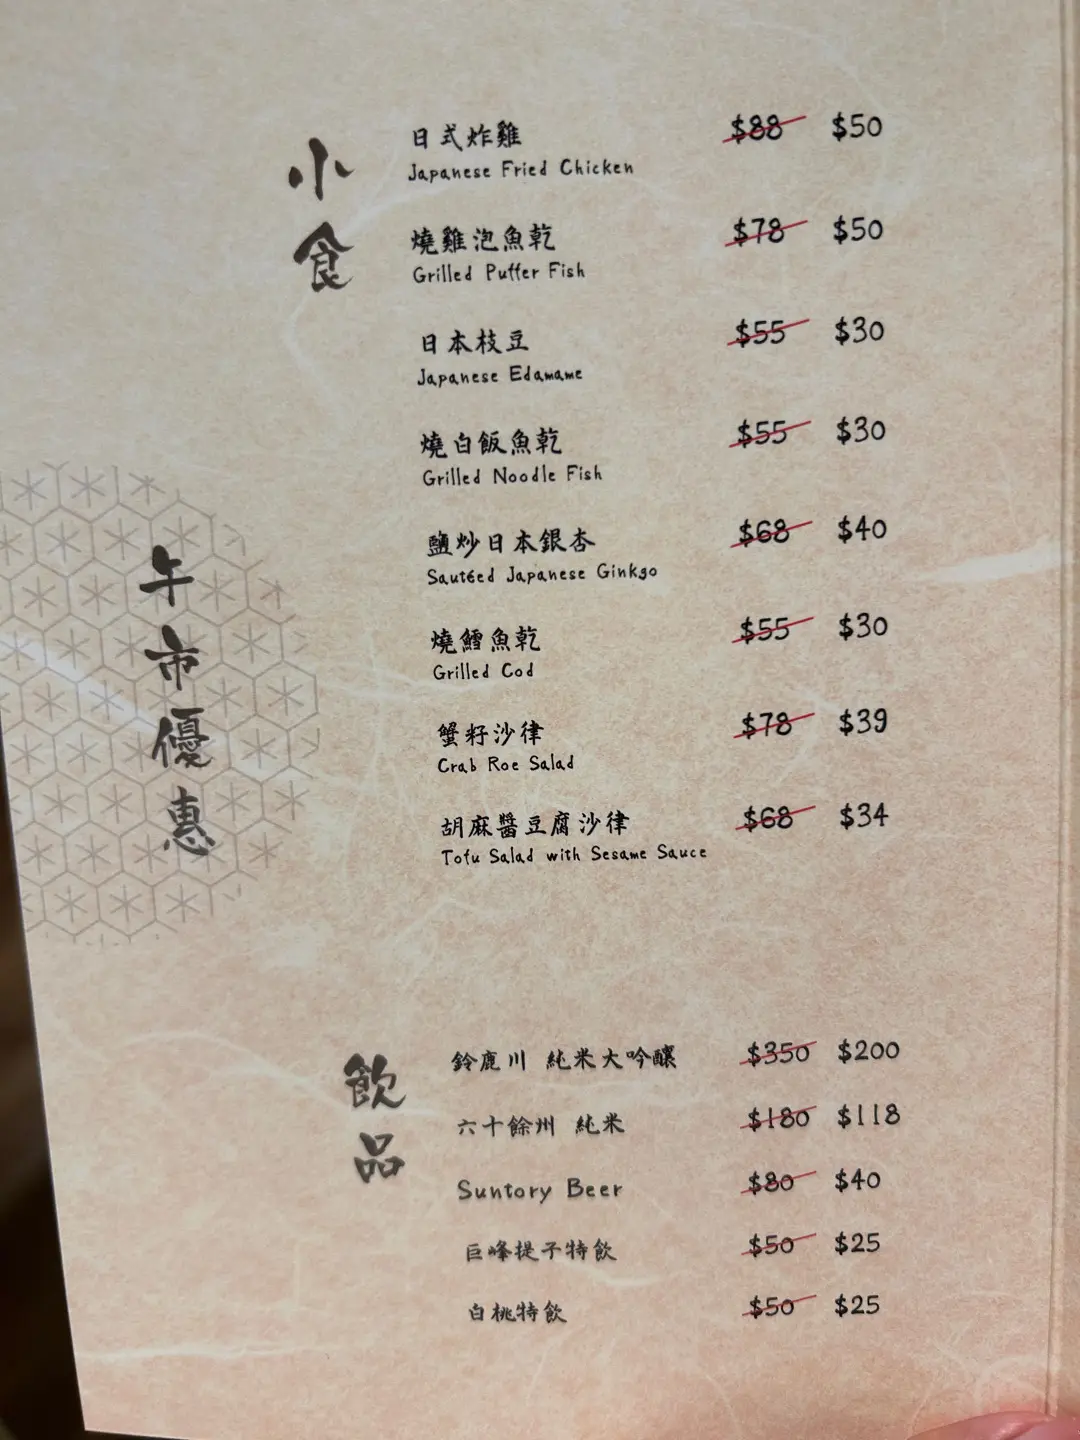 午市優惠
小食
日式炸雞 $88 $50
Japanese Fried Chicken
燒雞泡魚乾 $78 $50
Grilled Puffer Fish
日本枝豆 $55 $30
Japanese Edamame
燒白飯魚乾 $55 $30
Grilled Noodle Fish
鹽炒日本銀杏 $68 $40
Sautéed Japanese Ginkgo
燒鱈魚乾 $55 $30
Grilled Cod
蟹籽沙律 $78 $39
Crab Roe Salad
胡麻醬豆腐沙律 $68 $34
Tofu Salad with Sesame Sauce
飲品
鈴鹿川 純米大吟釀 $350 $200
六十餘州 純米 $180 $118
Suntory Beer $80 $40
巨峰提子特飲 $50 $25
白桃特飲 $50 $25